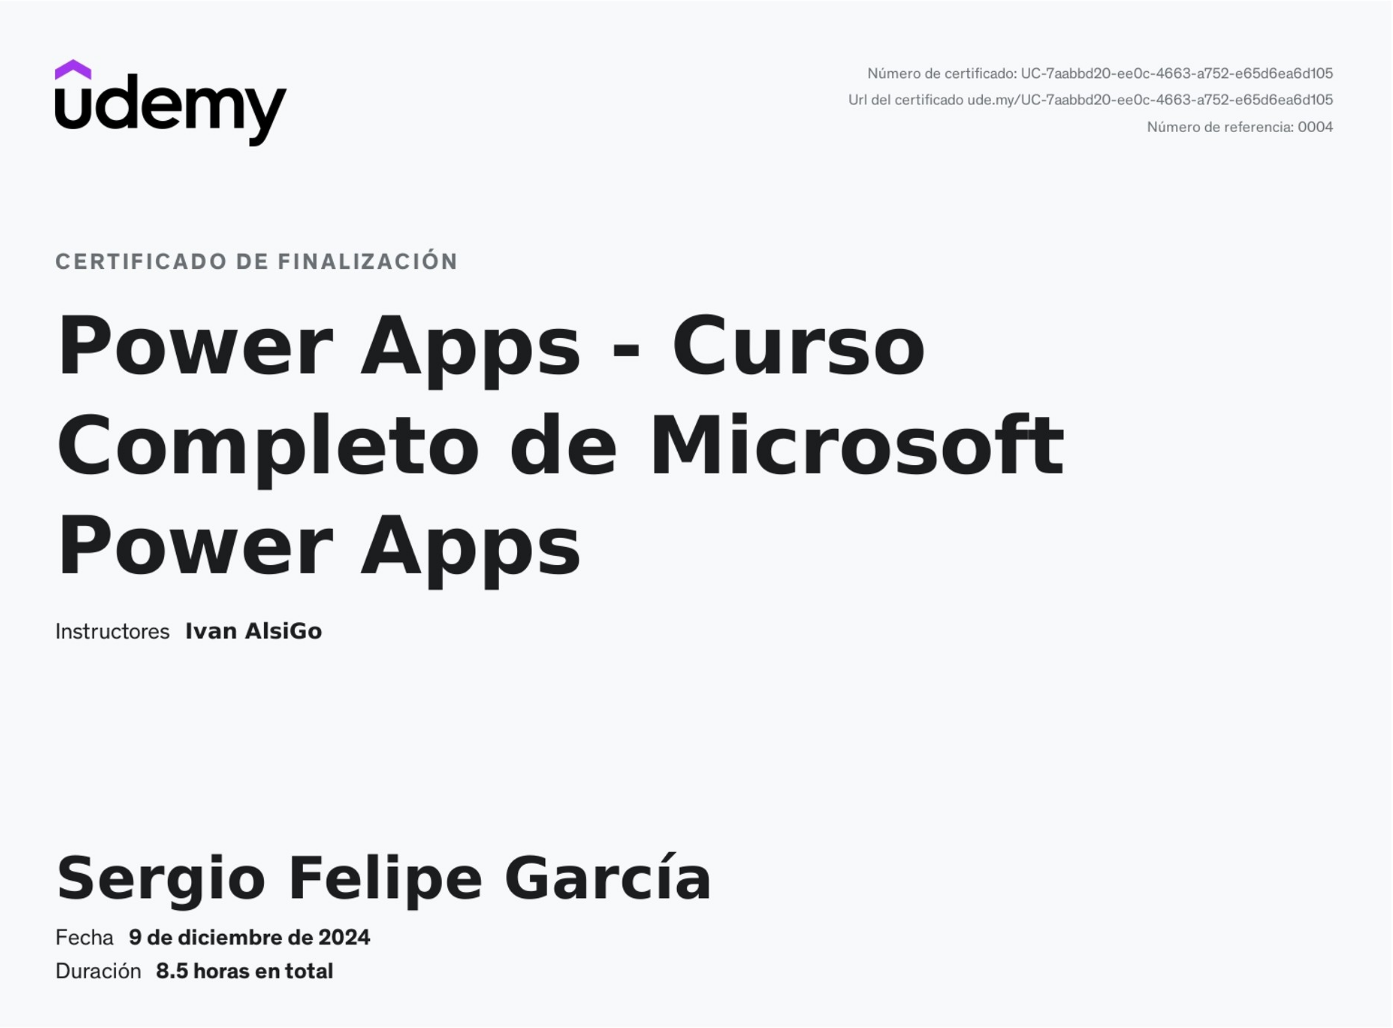 udemy
Número de certificado: UC-7aabbd20-ee0c-4663-a752-e65d6ea6d105
Url del certificado ude.my/UC-7aabbd20-ee0c-4663-a752-e65d6ea6d105
Número de referencia: 0004
CERTIFICADO DE FINALIZACIÓN
Power Apps - Curso
Completo de Microsoft
Power Apps
Instructores Ivan AlsiGo
Sergio Felipe García
Fecha 9 de diciembre de 2024
Duración 8.5 horas en total